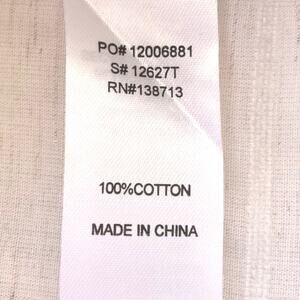 PO# 12006881
S# 12627T
RN#138713
100%COTTON
MADE IN CHINA